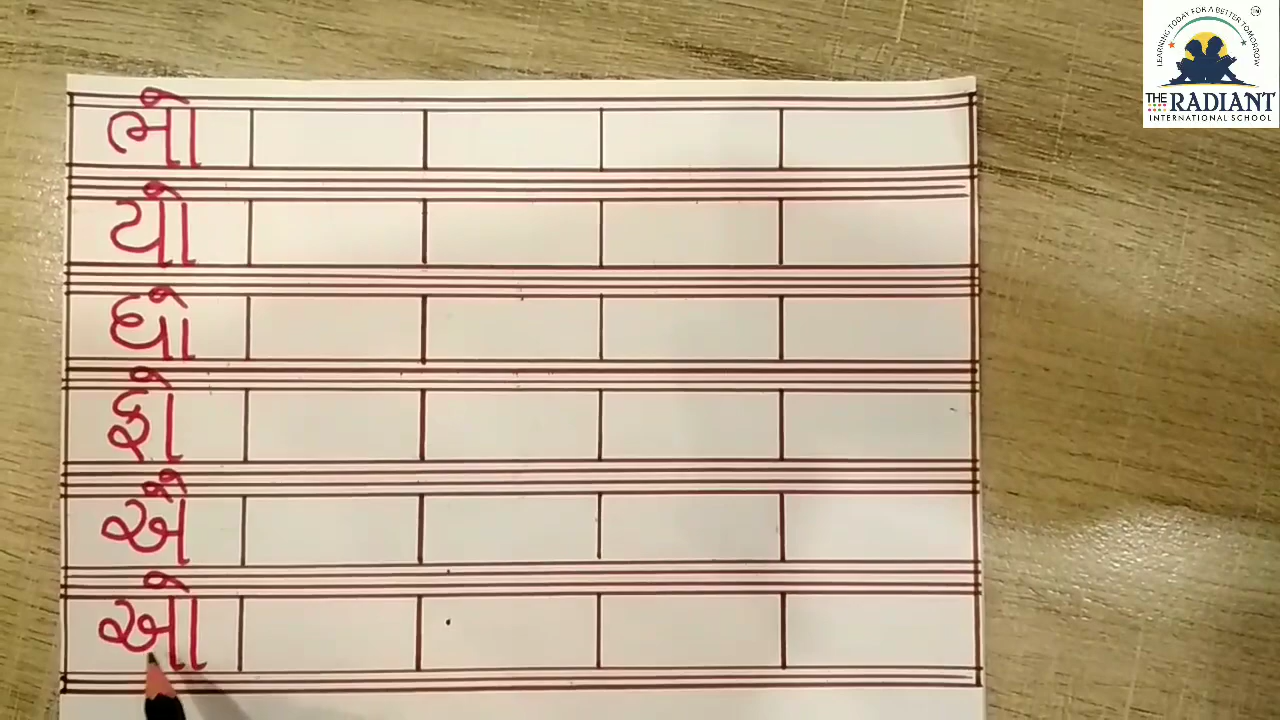 LEARNING TODAY FOR A BETTER TOMORROW
THE RADIANT
INTERNATIONAL SCHOOL
ભો
યો
ઘો
ફો
ઐ
ઓ